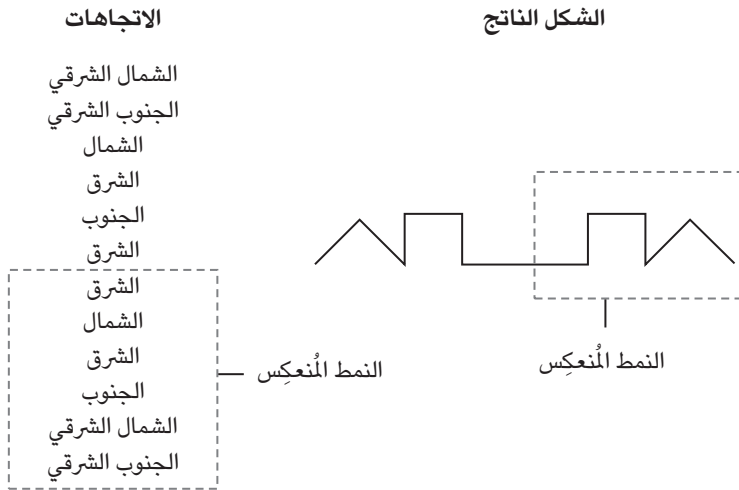 الاتجاهات
الشمال الشرقي
الجنوب الشرقي
الشمال
الشرق
الجنوب
الشرق
الشرق
الشمال
الشرق
الجنوب
الشمال الشرقي
الجنوب الشرقي
النمط المُنعكِس
الشكل الناتج
النمط المُنعكِس